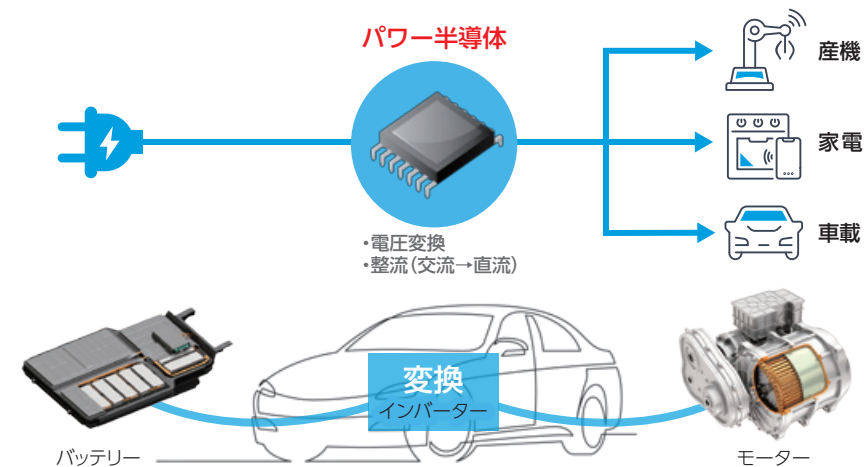 パワー半導体
産機
家電
車載
・電圧変換
・整流(交流→直流)
変換
インバーター
バッテリー
モーター